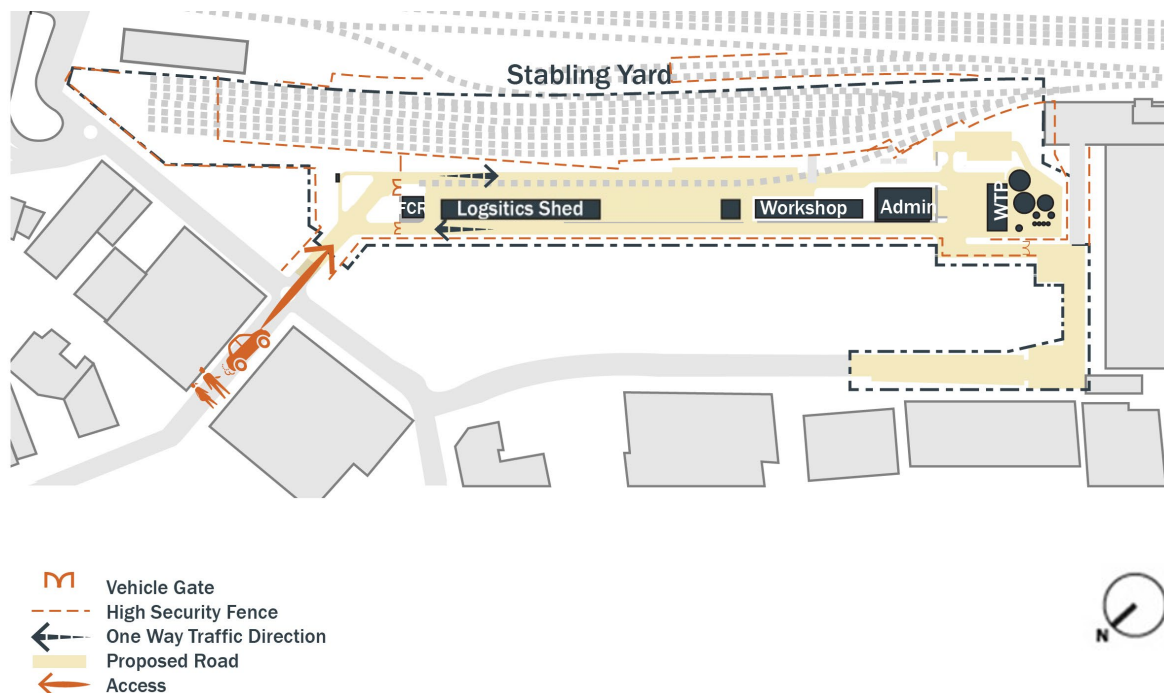 Stabling Yard
FCR
Logsitics Shed
Workshop
Admin
WTP
Vehicle Gate
High Security Fence
One Way Traffic Direction
Proposed Road
Access
N